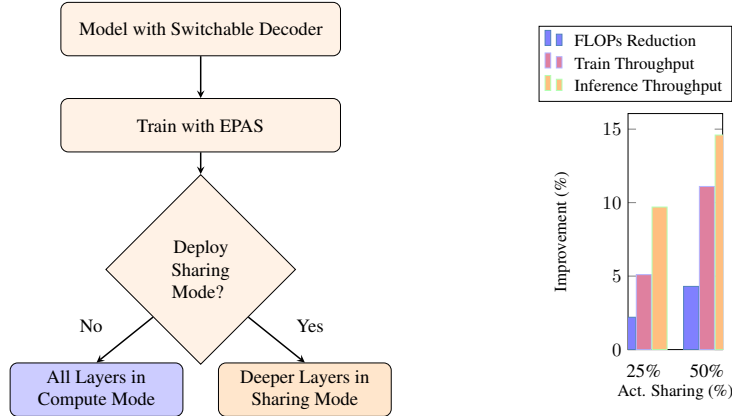 Model with Switchable Decoder
Train with EPAS
Deploy
Sharing
Mode?
No
Yes
All Layers in
Compute Mode
Deeper Layers in
Sharing Mode
FLOPs Reduction
Train Throughput
Inference Throughput
15
10
5
0
Improvement (%)
25%
50%
Act. Sharing (%)